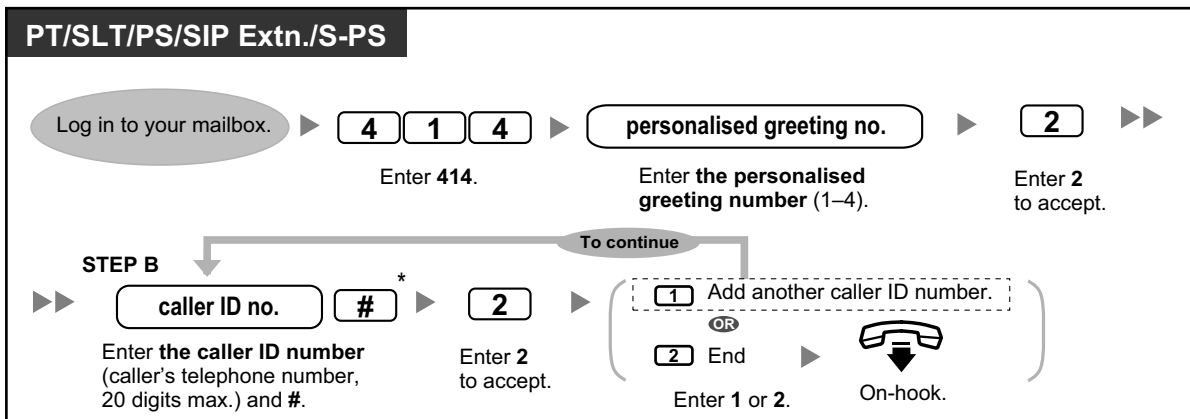 PT/SLT/PS/SIP Extn./S-PS
Log in to your mailbox.
4 1 4
Enter 414.
personalised greeting no.
Enter the personalised
greeting number (1–4).
2
Enter 2
to accept.
To continue
STEP B
caller ID no. # *
Enter the caller ID number
(caller's telephone number,
20 digits max.) and #.
2
Enter 2
to accept.
1 Add another caller ID number.
OR
2 End
Enter 1 or 2.
On-hook.